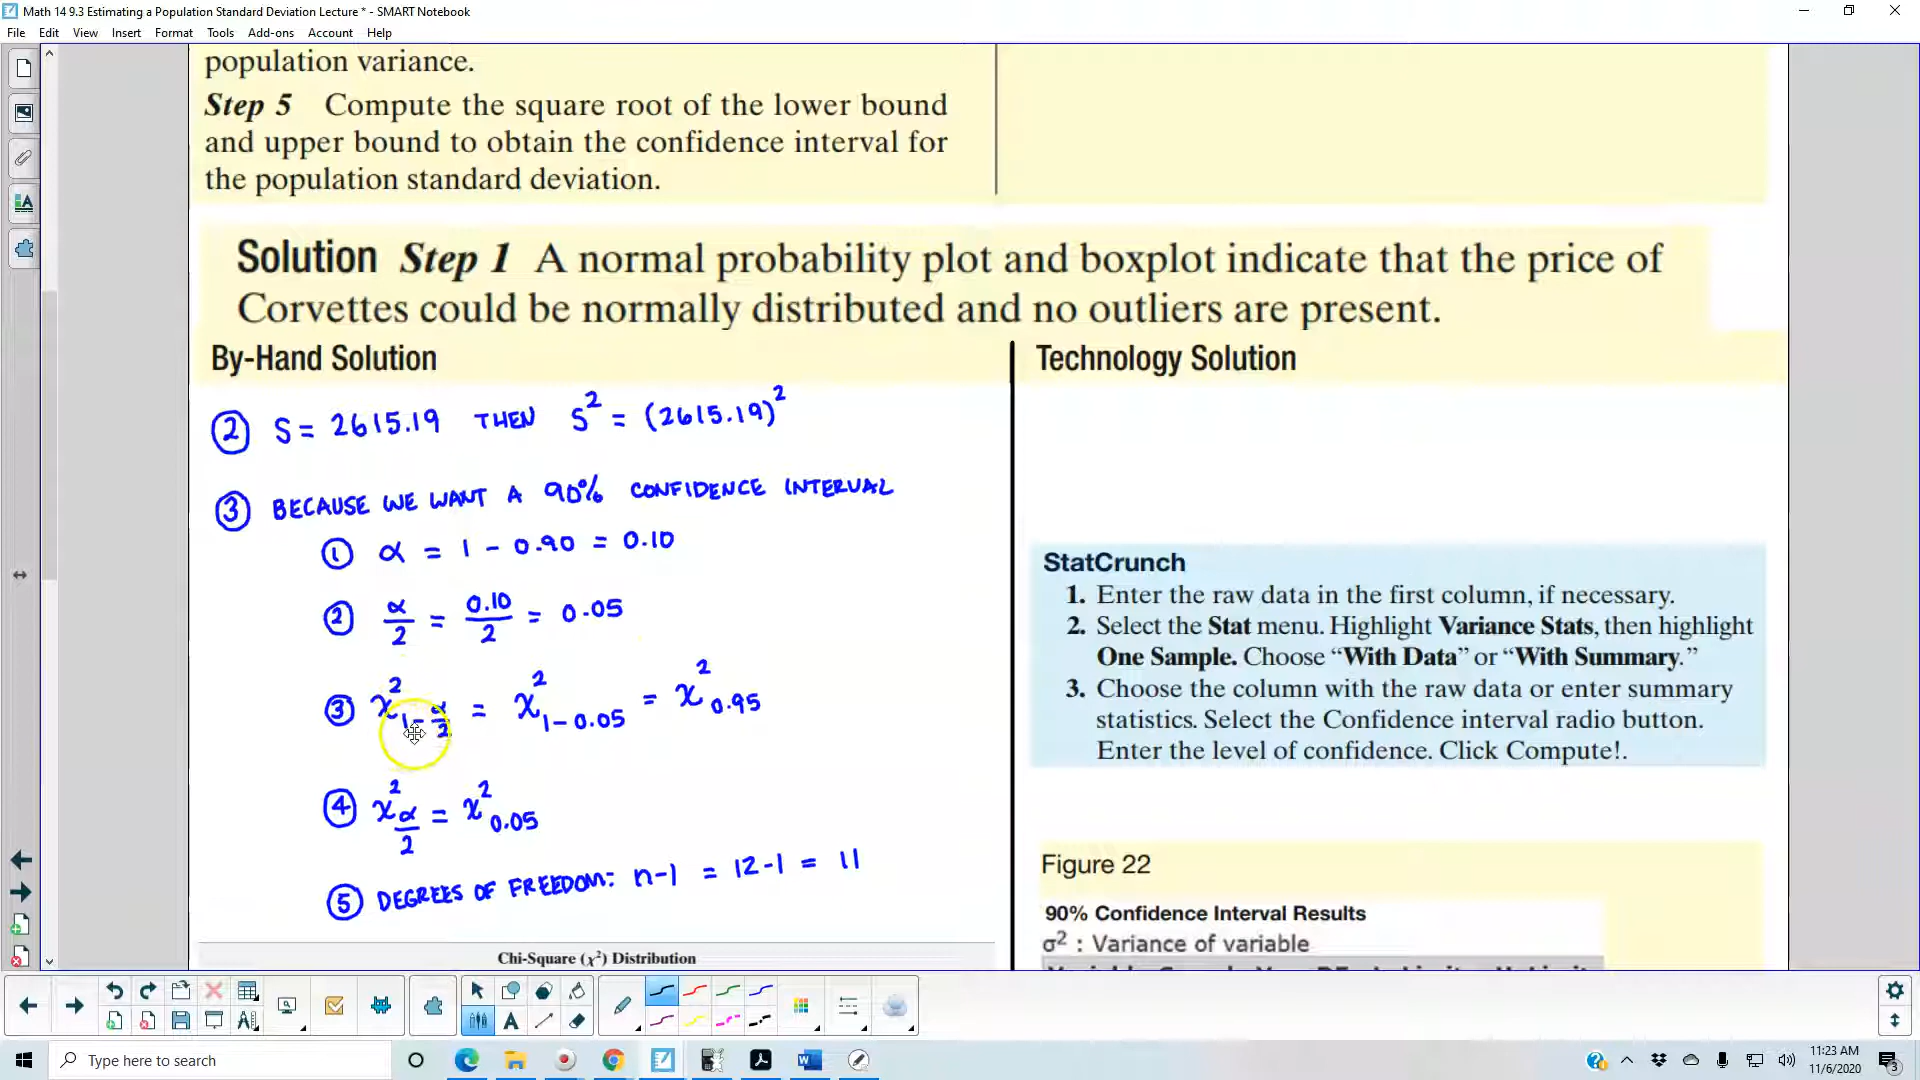 Math 14 9.3 Estimating a Population Standard Deviation Lecture * - SMART Notebook
File Edit View Insert Format Tools Add-ons Account Help
population variance.
Step 5 Compute the square root of the lower bound
and upper bound to obtain the confidence interval for
the population standard deviation.
Solution Step 1 A normal probability plot and boxplot indicate that the price of
Corvettes could be normally distributed and no outliers are present.
By-Hand Solution
② S = 2615.19 THEN S² = (2615.19)²
③ BECAUSE WE WANT A 90% CONFIDENCE INTERVAL
① α = 1 - 0.90 = 0.10
② α/2 = 0.10/2 = 0.05
③ χ²_{1-α/2} = χ²_{1-0.05} = χ²_{0.95}
④ χ²_{α/2} = χ²_{0.05}
⑤ DEGREES OF FREEDOM: n-1 = 12-1 = 11
Chi-Square (χ²) Distribution
Technology Solution
StatCrunch
1. Enter the raw data in the first column, if necessary.
2. Select the Stat menu. Highlight Variance Stats, then highlight
One Sample. Choose “With Data” or “With Summary.”
3. Choose the column with the raw data or enter summary
statistics. Select the Confidence interval radio button.
Enter the level of confidence. Click Compute!.
Figure 22
90% Confidence Interval Results
σ² : Variance of variable
Type here to search
11:23 AM
11/6/2020
3